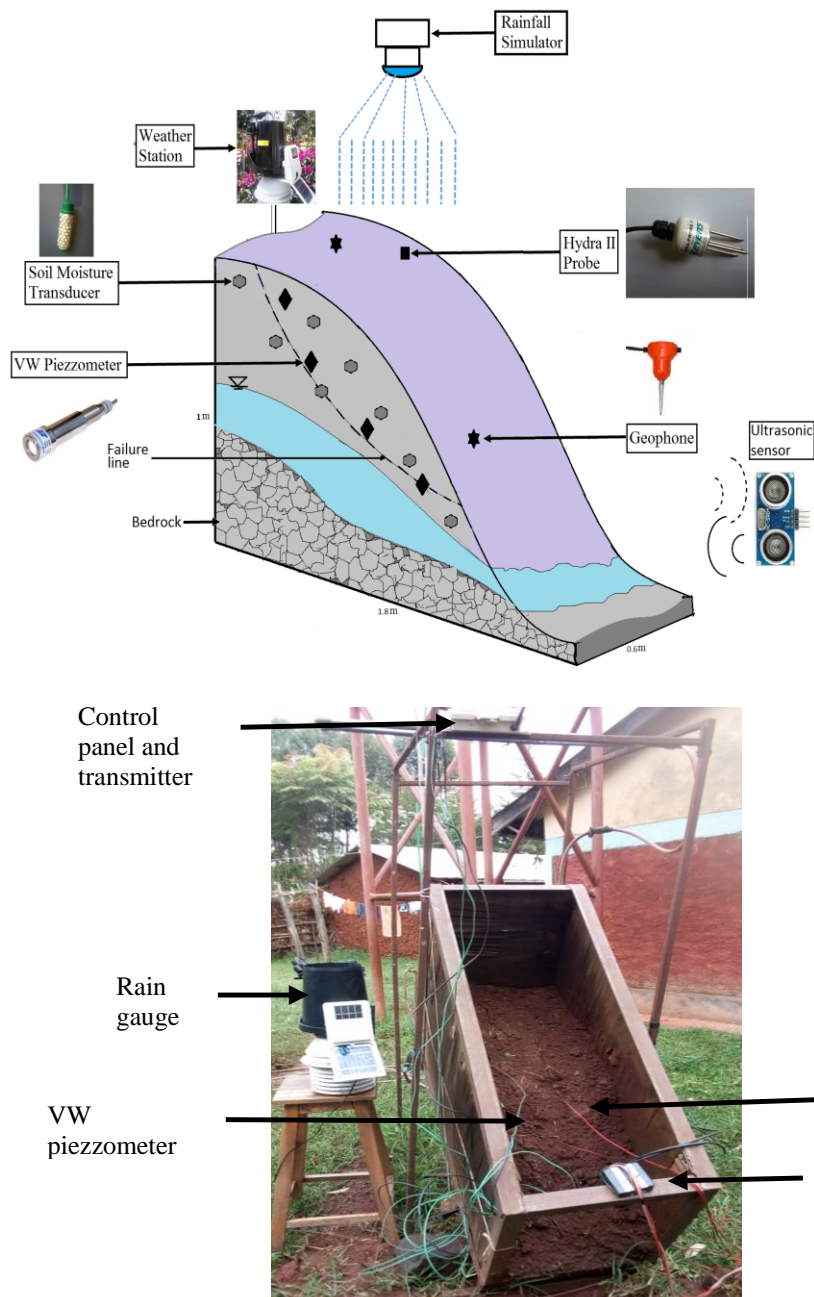 Rainfall
Simulator
Weather
Station
Soil Moisture
Transducer
Hydra II
Probe
VW Piezzometer
1m
Failure
line
Geophone
Ultrasonic
sensor
Bedrock
1.8m
0.6m
Control
panel and
transmitter
Rain
gauge
VW
piezzometer